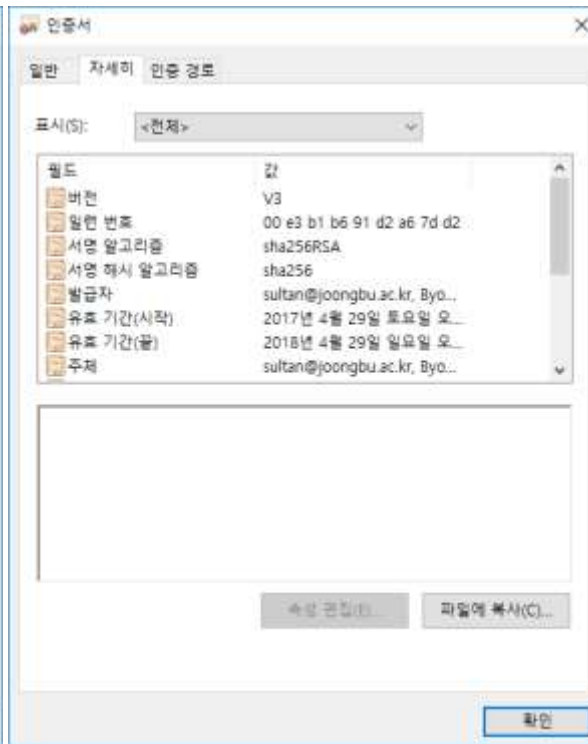 인증서
일반 자세히 인증 경로
표시(S): <전체>
필드 값
버전 V3
일련 번호 00 e3 b1 b6 91 d2 a6 7d d2
서명 알고리즘 sha256RSA
서명 해시 알고리즘 sha256
발급자 sultan@joongbu.ac.kr, Byo...
유효 기간(시작) 2017년 4월 29일 토요일 오...
유효 기간(끝) 2018년 4월 29일 일요일 오...
주체 sultan@joongbu.ac.kr, Byo...
속성 편집(E)... 파일에 복사(C)...
확인